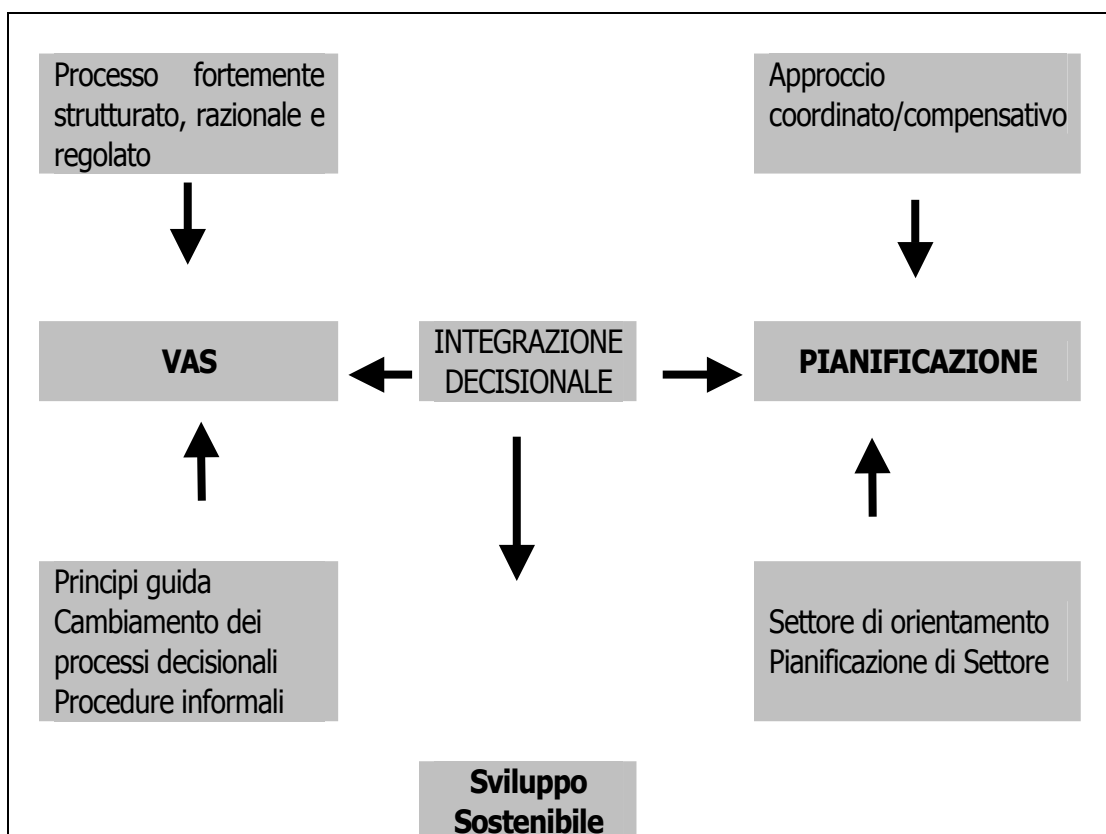 Processo fortemente
strutturato, razionale e
regolato
Approccio
coordinato/compensativo
VAS
INTEGRAZIONE
DECISIONALE
PIANIFICAZIONE
Principi guida
Cambiamento dei
processi decisionali
Procedure informali
Settore di orientamento
Pianificazione di Settore
Sviluppo
Sostenibile